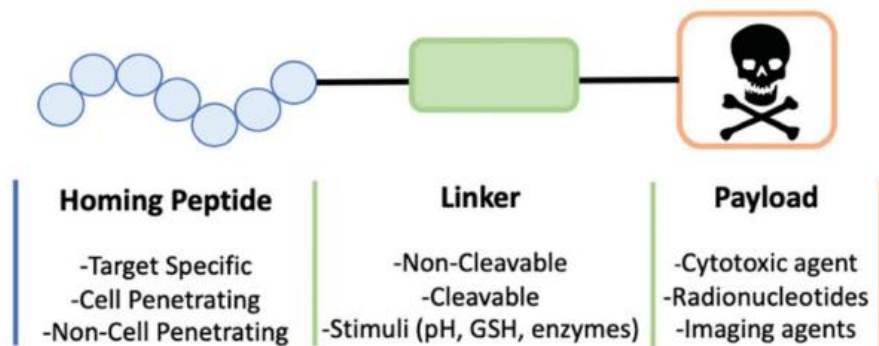 Homing Peptide
-Target Specific
-Cell Penetrating
-Non-Cell Penetrating
Linker
-Non-Cleavable
-Cleavable
-Stimuli (pH, GSH, enzymes)
Payload
-Cytotoxic agent
-Radionucleotides
-Imaging agents